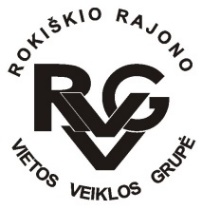 ROKIŠKIO RAJONO
RVVG
VIETOS VEIKLOS GRUPĖ